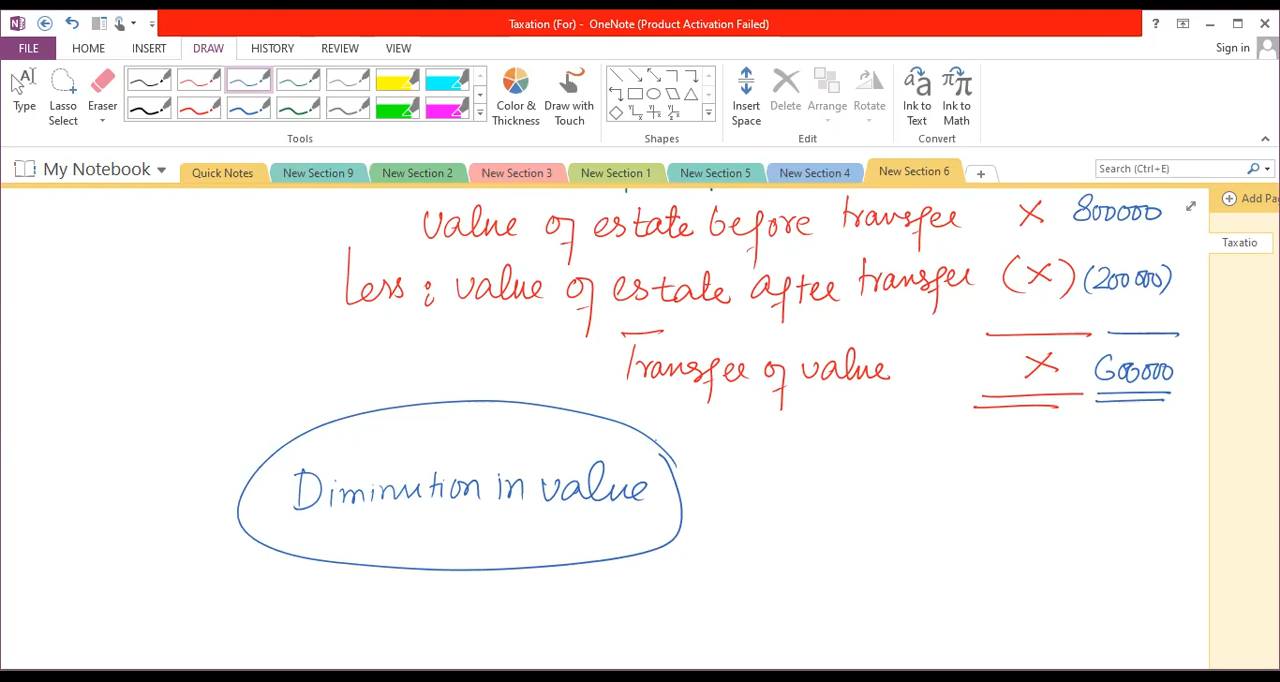 Taxation (For) - OneNote (Product Activation Failed)
?
Sign in
FILE HOME INSERT DRAW HISTORY REVIEW VIEW
Type Lasso Select Eraser Color & Thickness Draw with Touch Insert Space Delete Arrange Rotate Ink to Text Ink to Math
Tools Shapes Edit Convert
My Notebook Quick Notes New Section 9 New Section 2 New Section 3 New Section 1 New Section 5 New Section 4 New Section 6 Search (Ctrl+E)
Add Pag
Taxatio
value of estate before transfer X 800000
Less : value of estate after transfer (X) (200000)
Transfer of value X 600000
Diminution in value